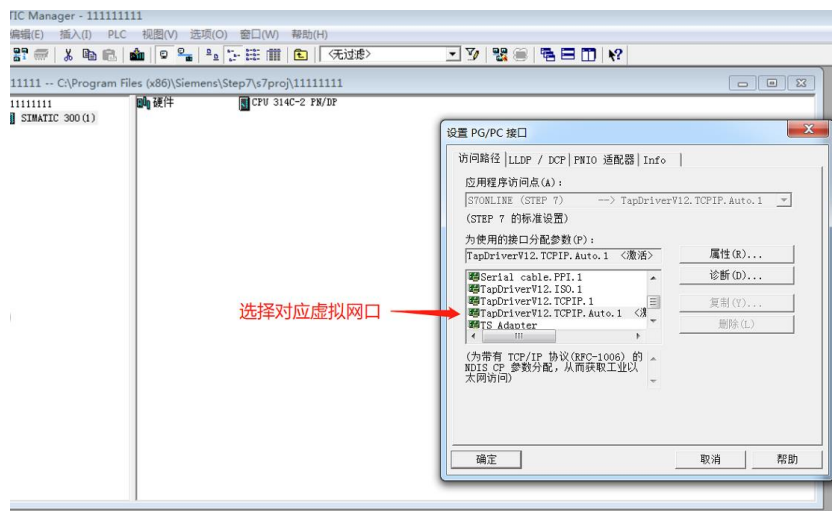 TIC Manager - 111111111
编辑(E) 插入(I) PLC 视图(V) 选项(O) 窗口(W) 帮助(H)
<无过滤>
11111 -- C:\Program Files (x86)\Siemens\Step7\s7proj\11111111
11111111
硬件
CPU 314C-2 PN/DP
SIMATIC 300(1)
设置 PG/PC 接口
访问路径 LLDP / DCP PNIO 适配器 Info
应用程序访问点(A):
S7ONLINE (STEP 7) --> TapDriverV12.TCPIP.Auto.1
(STEP 7 的标准设置)
为使用的接口分配参数(P):
TapDriverV12.TCPIP.Auto.1 <激活>
属性(R)...
Serial cable.PPI.1
诊断(D)...
TapDriverV12.ISO.1
TapDriverV12.TCPIP.1
复制(Y)...
TapDriverV12.TCPIP.Auto.1 <激
选择对应虚拟网口
TS Adapter
删除(L)
(为带有 TCP/IP 协议(RFC-1006) 的
NDIS CP 参数分配，从而获取工业以
太网访问)
确定
取消
帮助